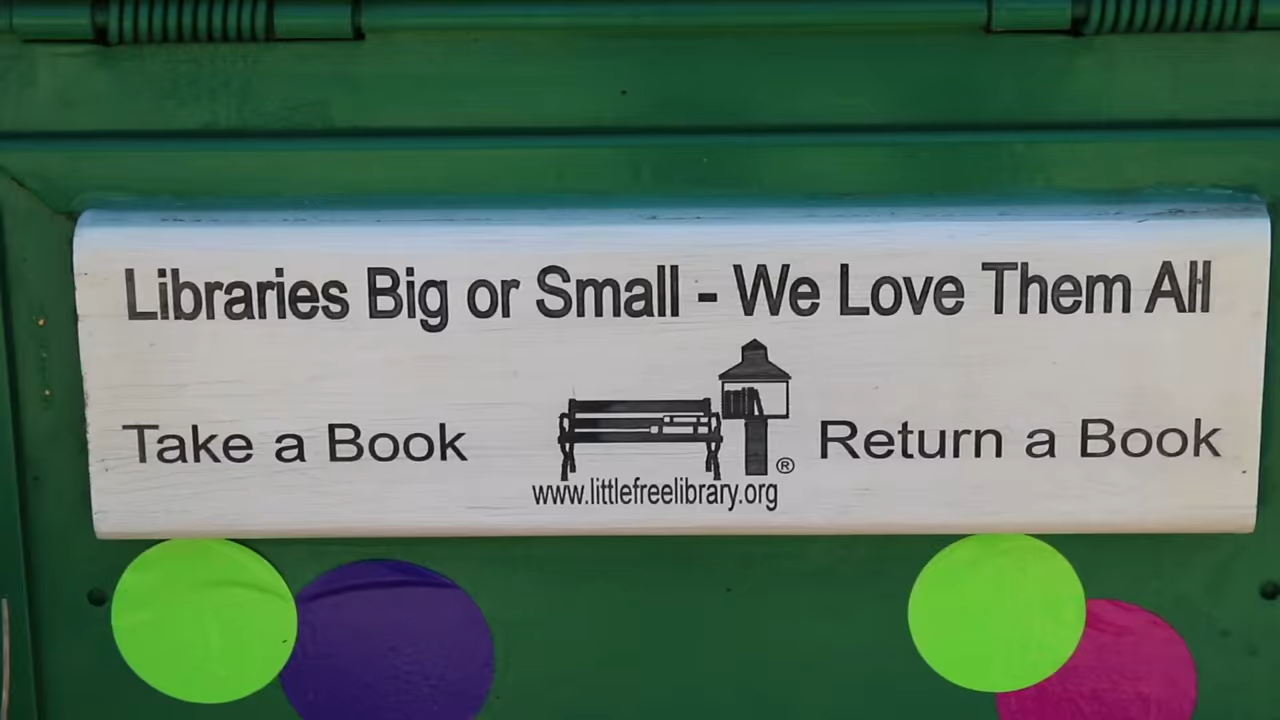 Libraries Big or Small - We Love Them All
Take a Book
Return a Book
®
www.littlefreelibrary.org